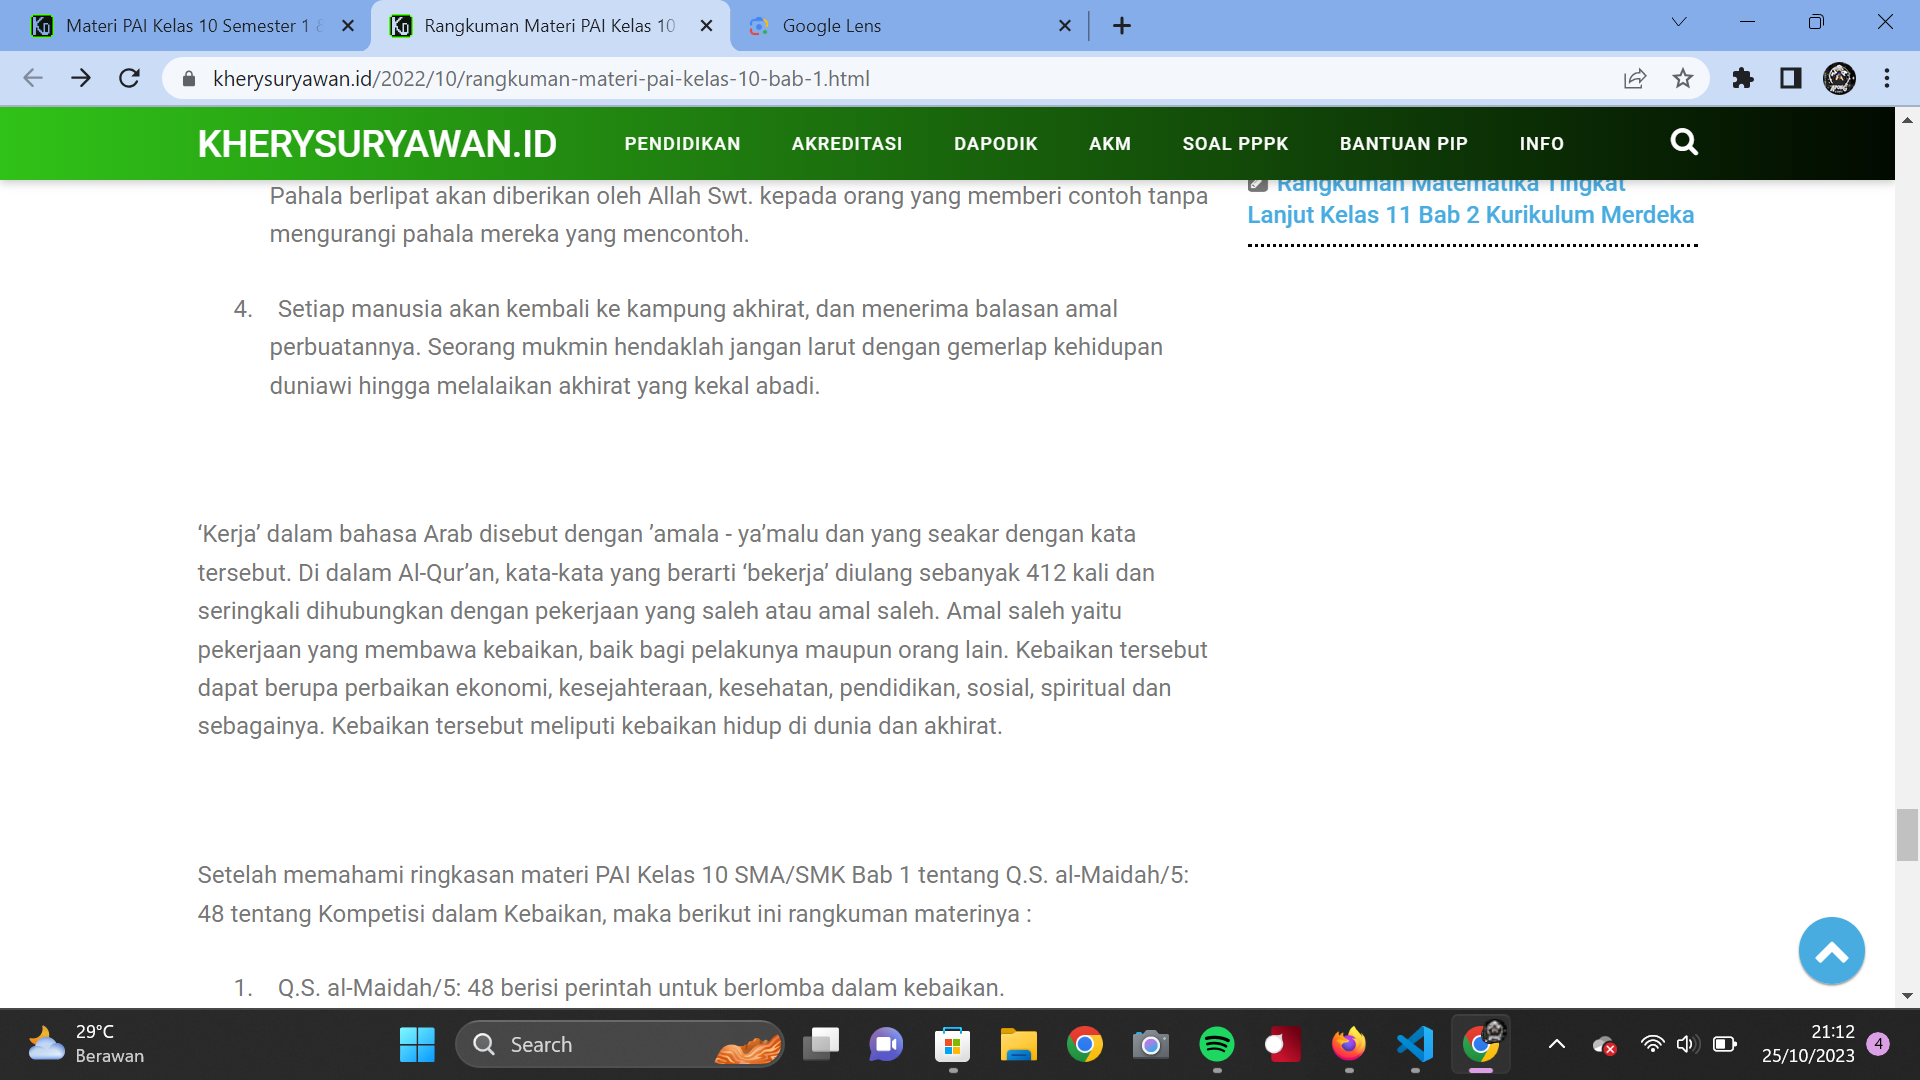 Materi PAI Kelas 10 Semester 1
Rangkuman Materi PAI Kelas 10
Google Lens
kherysuryawan.id/2022/10/rangkuman-materi-pai-kelas-10-bab-1.html
KHERYSURYAWAN.ID
PENDIDIKAN
AKREDITASI
DAPODIK
AKM
SOAL PPPK
BANTUAN PIP
INFO
Pahala berlipat akan diberikan oleh Allah Swt. kepada orang yang memberi contoh tanpa
mengurangi pahala mereka yang mencontoh.
Rangkuman Matematika Tingkat
Lanjut Kelas 11 Bab 2 Kurikulum Merdeka
4. Setiap manusia akan kembali ke kampung akhirat, dan menerima balasan amal
perbuatannya. Seorang mukmin hendaklah jangan larut dengan gemerlap kehidupan
duniawi hingga melalaikan akhirat yang kekal abadi.
‘Kerja’ dalam bahasa Arab disebut dengan ’amala - ya’malu dan yang seakar dengan kata
tersebut. Di dalam Al-Qur’an, kata-kata yang berarti ‘bekerja’ diulang sebanyak 412 kali dan
seringkali dihubungkan dengan pekerjaan yang saleh atau amal saleh. Amal saleh yaitu
pekerjaan yang membawa kebaikan, baik bagi pelakunya maupun orang lain. Kebaikan tersebut
dapat berupa perbaikan ekonomi, kesejahteraan, kesehatan, pendidikan, sosial, spiritual dan
sebagainya. Kebaikan tersebut meliputi kebaikan hidup di dunia dan akhirat.
Setelah memahami ringkasan materi PAI Kelas 10 SMA/SMK Bab 1 tentang Q.S. al-Maidah/5:
48 tentang Kompetisi dalam Kebaikan, maka berikut ini rangkuman materinya :
1. Q.S. al-Maidah/5: 48 berisi perintah untuk berlomba dalam kebaikan.
29°C
Berawan
Search
21:12
25/10/2023
4